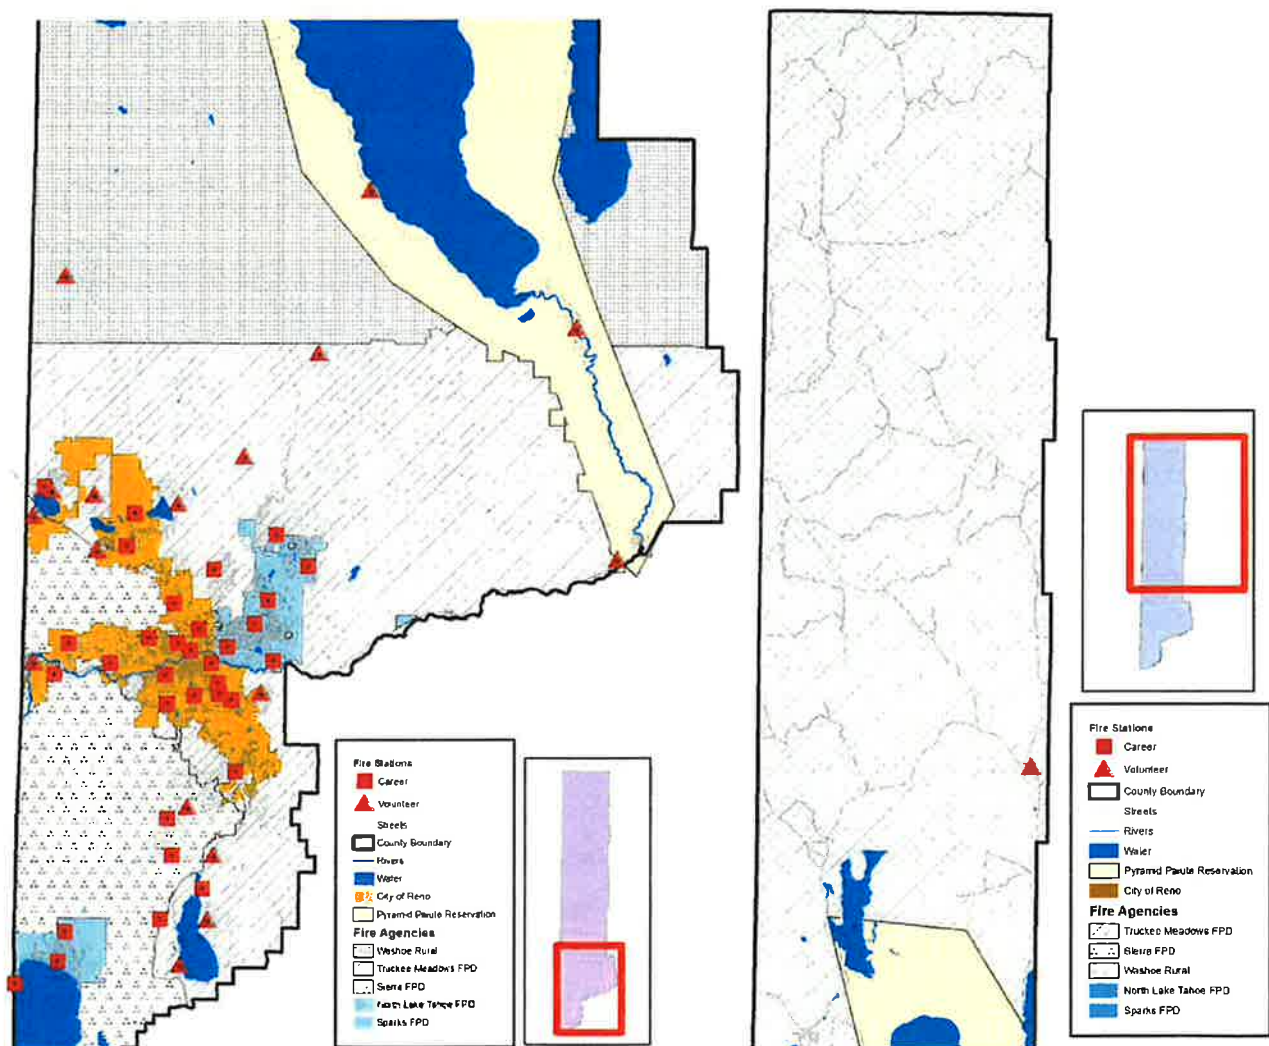 Fire Stations
Career
Volunteer
Streets
County Boundary
Rivers
Water
City of Reno
Pyramid Paiute Reservation
Fire Agencies
Washoe Rural
Truckee Meadows FPD
Sierra FPD
North Lake Tahoe FPD
Sparks FPD
Fire Stations
Career
Volunteer
County Boundary
Streets
Rivers
Water
Pyramid Paiute Reservation
City of Reno
Fire Agencies
Truckee Meadows FPD
Sierra FPD
Washoe Rural
North Lake Tahoe FPD
Sparks FPD